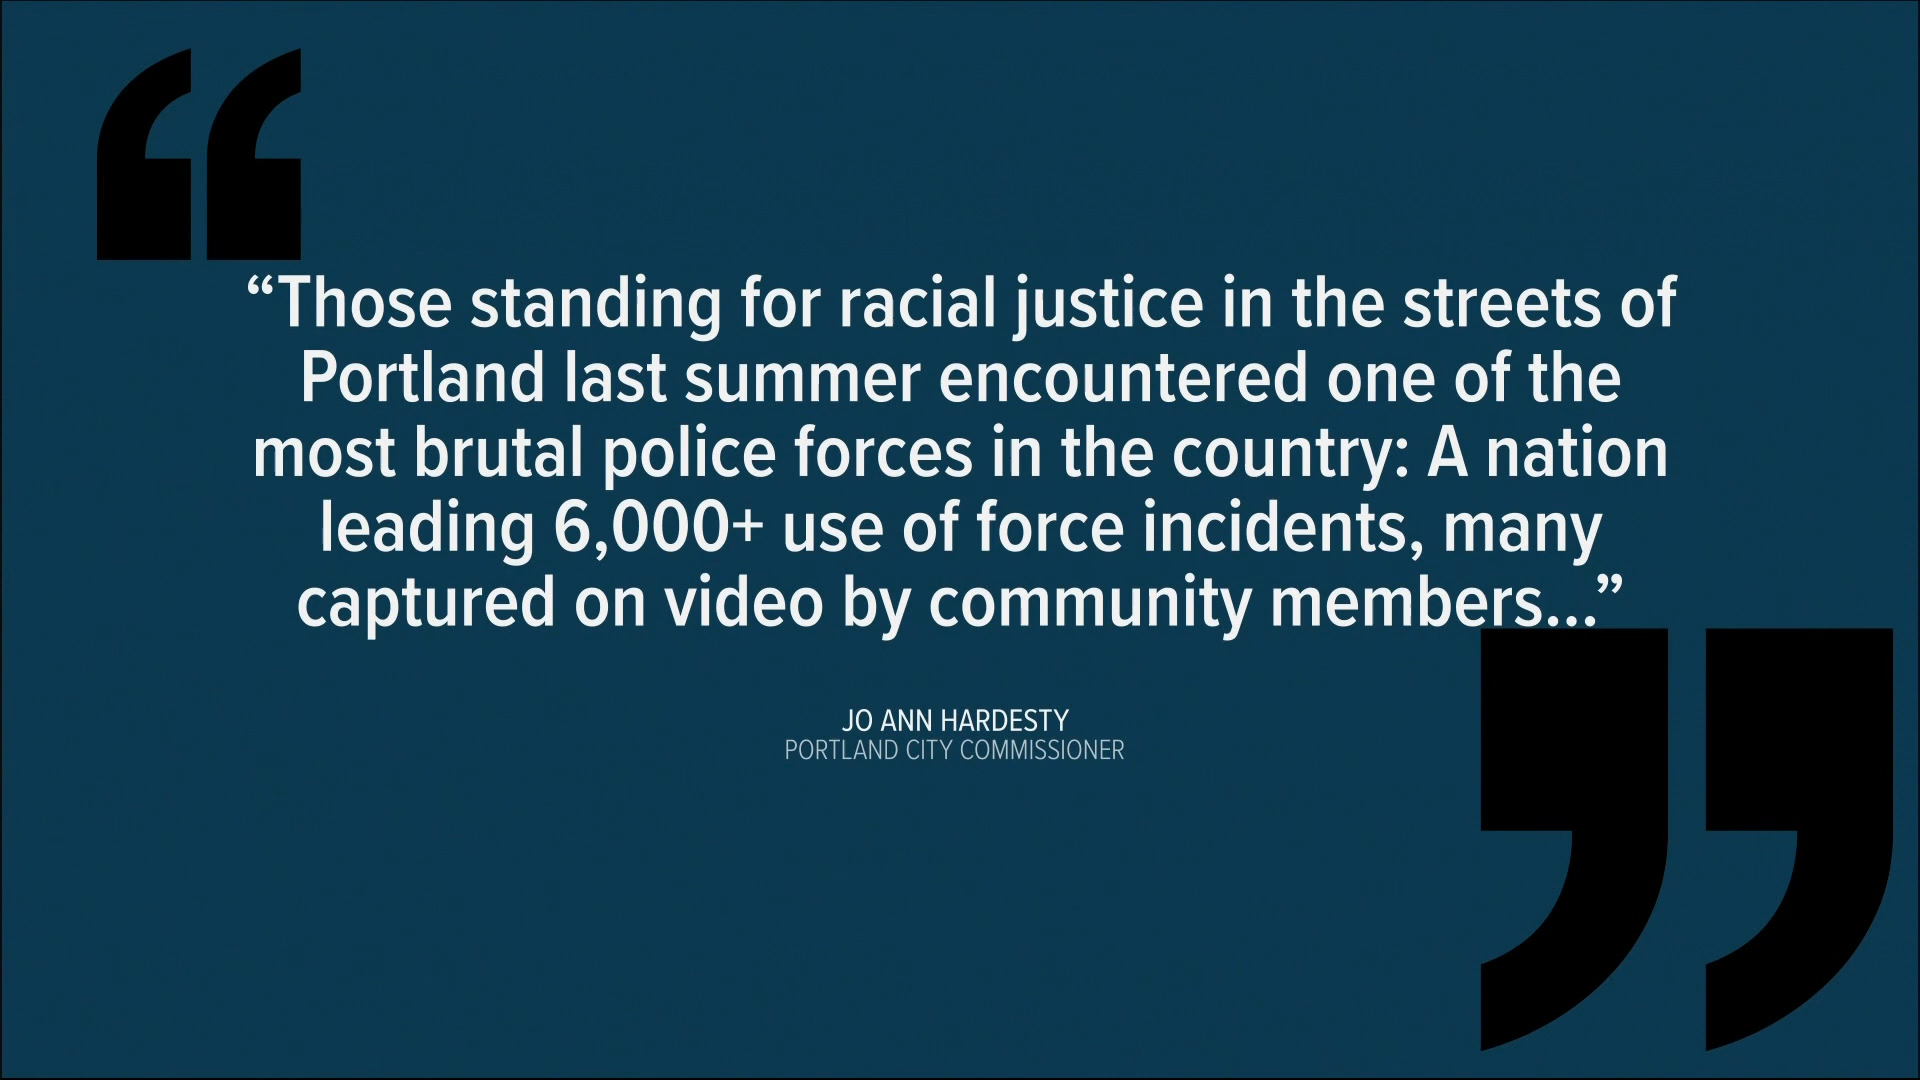 “Those standing for racial justice in the streets of
Portland last summer encountered one of the
most brutal police forces in the country: A nation
leading 6,000+ use of force incidents, many
captured on video by community members...”
JO ANN HARDESTY
PORTLAND CITY COMMISSIONER